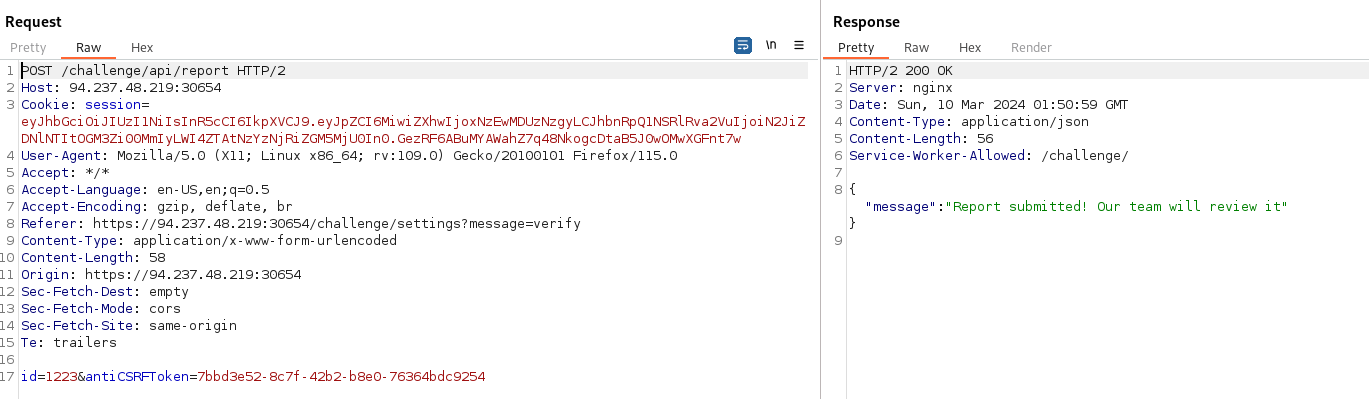 Request
Pretty Raw Hex \n
1 POST /challenge/api/report HTTP/2
2 Host: 94.237.48.219:30654
3 Cookie: session=
eyJhbGciOiJIUzI1NiIsInR5cCI6IkpXVCJ9.eyJpZCI6MiwiZXhwIjoxNzEwMDUzNzgyLCJhbnRpQ1NSRlRva2VuIjoiN2JiZ
DNlNTItOGM3Zi00MmIyLWI4ZTAtNzYzNjRiZGM5MjU0In0.GezRF6ABuMYAWahZ7q48NkogcDtaB5J0wOMwXGFnt7w
4 User-Agent: Mozilla/5.0 (X11; Linux x86_64; rv:109.0) Gecko/20100101 Firefox/115.0
5 Accept: */*
6 Accept-Language: en-US,en;q=0.5
7 Accept-Encoding: gzip, deflate, br
8 Referer: https://94.237.48.219:30654/challenge/settings?message=verify
9 Content-Type: application/x-www-form-urlencoded
10 Content-Length: 58
11 Origin: https://94.237.48.219:30654
12 Sec-Fetch-Dest: empty
13 Sec-Fetch-Mode: cors
14 Sec-Fetch-Site: same-origin
15 Te: trailers
16
17 id=1223&antiCSRFToken=7bbd3e52-8c7f-42b2-b8e0-76364bdc9254
Response
Pretty Raw Hex Render
1 HTTP/2 200 OK
2 Server: nginx
3 Date: Sun, 10 Mar 2024 01:50:59 GMT
4 Content-Type: application/json
5 Content-Length: 56
6 Service-Worker-Allowed: /challenge/
7
8 {
"message":"Report submitted! Our team will review it"
}
9